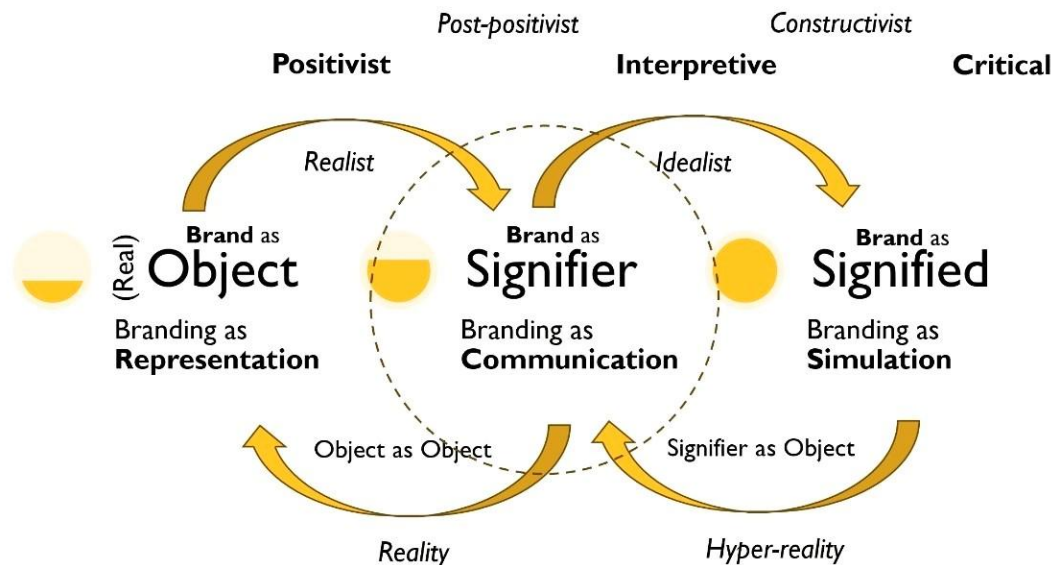 Post-positivist
Constructivist
Positivist
Interpretive
Critical
Realist
Idealist
(Real)
Brand as
Object
Branding as
Representation
Brand as
Signifier
Branding as
Communication
Brand as
Signified
Branding as
Simulation
Object as Object
Signifier as Object
Reality
Hyper-reality